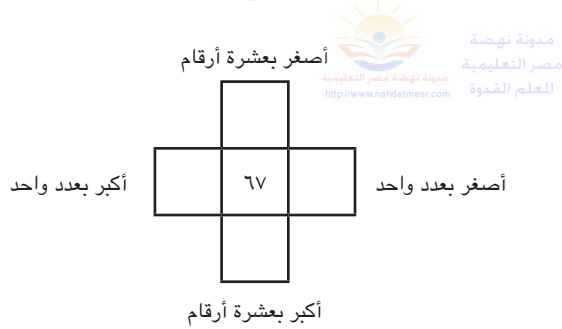 مدونة نهضة
مصر التعليمية
المعلم القدوة
مدونة نهضة مصر التعليمية
http://www.nahdetmesr.com
أصغر بعشرة أرقام
أصغر بعدد واحد
٦٧
أكبر بعدد واحد
أكبر بعشرة أرقام